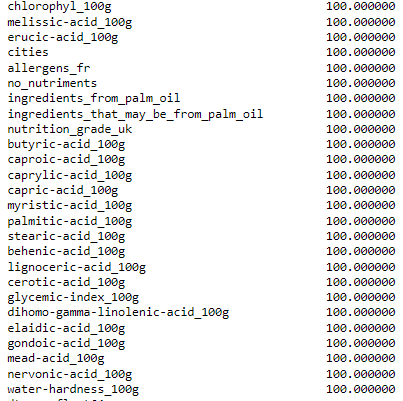 chlorophyl_100g 100.000000
melissic-acid_100g 100.000000
erucic-acid_100g 100.000000
cities 100.000000
allergens_fr 100.000000
no_nutriments 100.000000
ingredients_from_palm_oil 100.000000
ingredients_that_may_be_from_palm_oil 100.000000
nutrition_grade_uk 100.000000
butyric-acid_100g 100.000000
caproic-acid_100g 100.000000
caprylic-acid_100g 100.000000
capric-acid_100g 100.000000
myristic-acid_100g 100.000000
palmitic-acid_100g 100.000000
stearic-acid_100g 100.000000
behenic-acid_100g 100.000000
lignoceric-acid_100g 100.000000
cerotic-acid_100g 100.000000
glycemic-index_100g 100.000000
dihomo-gamma-linolenic-acid_100g 100.000000
elaidic-acid_100g 100.000000
gondoic-acid_100g 100.000000
mead-acid_100g 100.000000
nervonic-acid_100g 100.000000
water-hardness_100g 100.000000